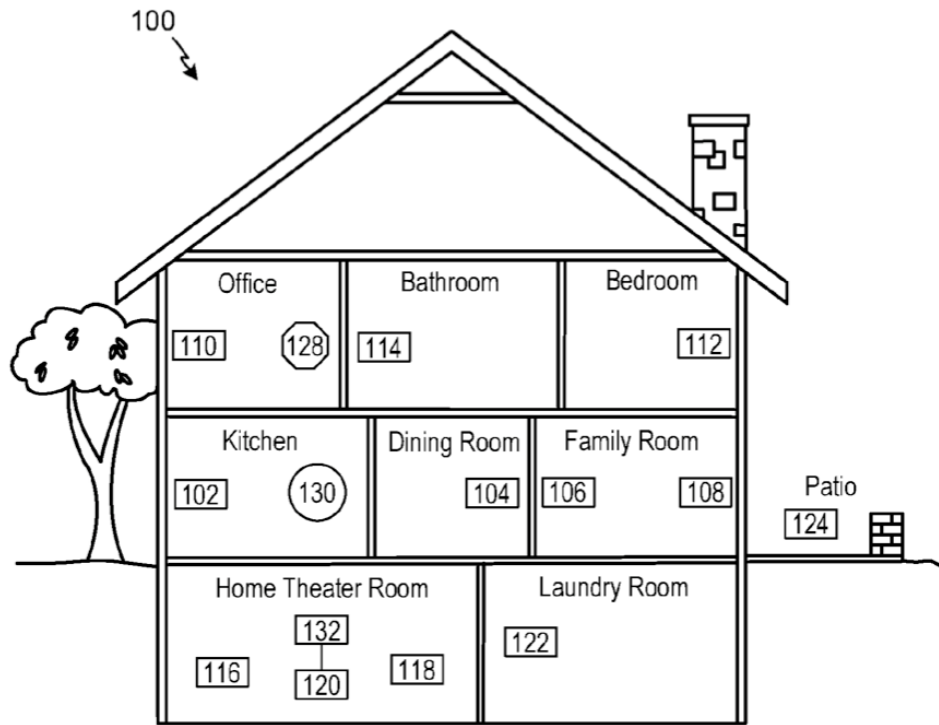 100
Office
Bathroom
Bedroom
110
128
114
112
Kitchen
Dining Room
Family Room
102
130
104
106
108
Patio
124
Home Theater Room
Laundry Room
132
122
116
120
118